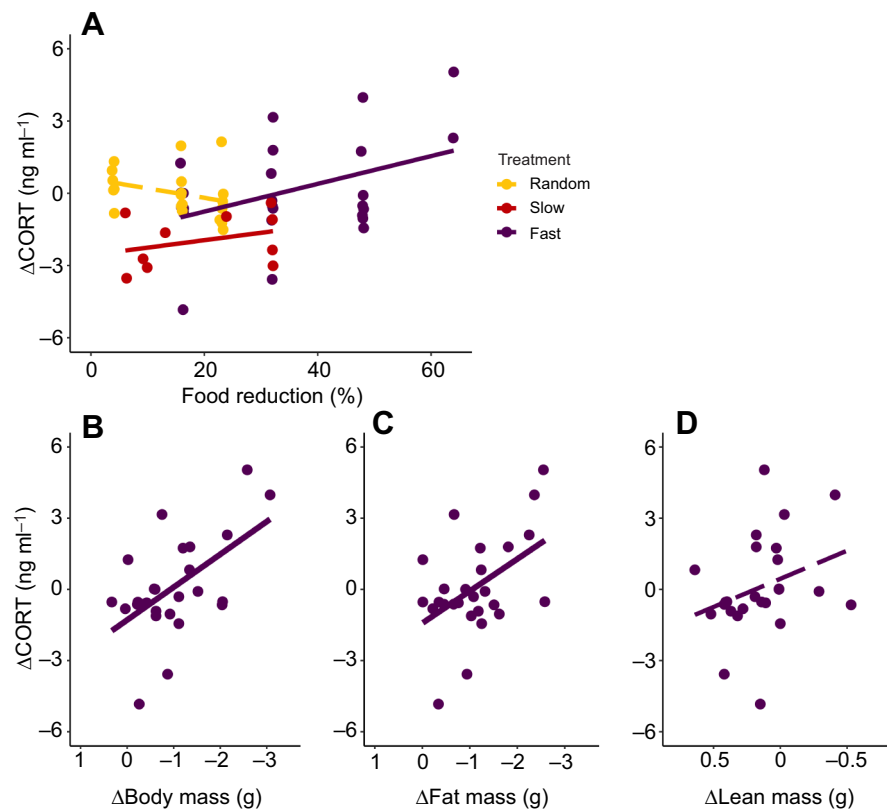 A
6
3
0
–3
–6
ΔCORT (ng ml–1)
0
20
40
60
Food reduction (%)
Treatment
Random
Slow
Fast
B
C
D
6
3
0
–3
–6
ΔCORT (ng ml–1)
1
0
–1
–2
–3
ΔBody mass (g)
6
3
0
–3
–6
1
0
–1
–2
–3
ΔFat mass (g)
6
3
0
–3
–6
0.5
0
–0.5
ΔLean mass (g)